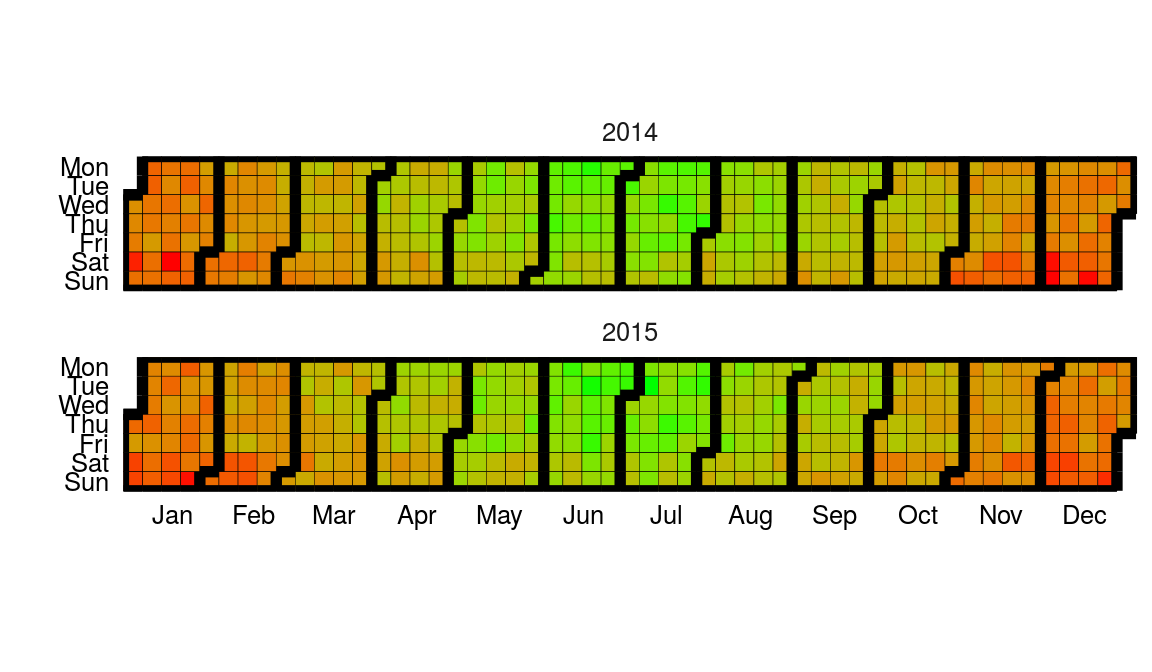 2014
Mon
Tue
Wed
Thu
Fri
Sat
Sun
2015
Mon
Tue
Wed
Thu
Fri
Sat
Sun
Jan Feb Mar Apr May Jun Jul Aug Sep Oct Nov Dec